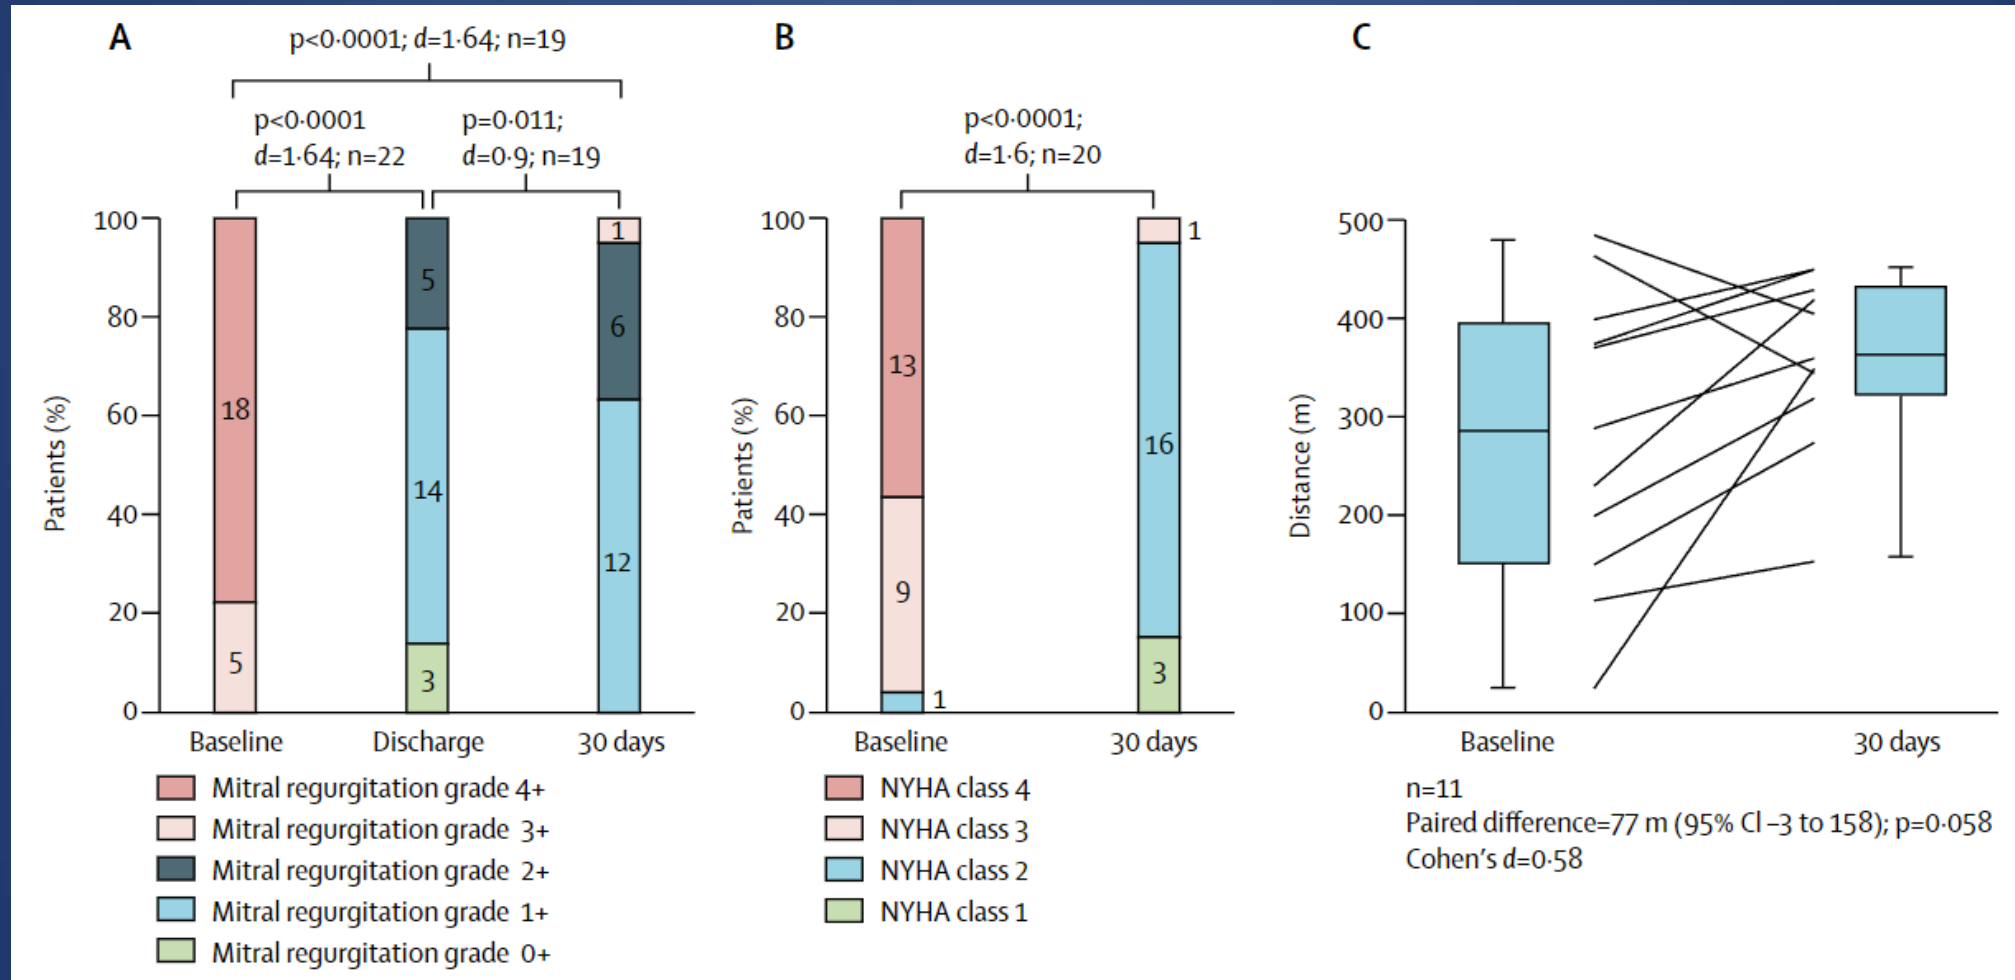 A
p<0·0001; d=1·64; n=19
p<0·0001
d=1·64; n=22
p=0·011;
d=0·9; n=19
100
80
60
40
20
0
Patients (%)
18
5
5
14
3
1
6
12
Baseline
Discharge
30 days
Mitral regurgitation grade 4+
Mitral regurgitation grade 3+
Mitral regurgitation grade 2+
Mitral regurgitation grade 1+
Mitral regurgitation grade 0+
B
p<0·0001;
d=1·6; n=20
100
80
60
40
20
0
Patients (%)
13
9
1
1
16
3
Baseline
30 days
NYHA class 4
NYHA class 3
NYHA class 2
NYHA class 1
C
500
400
300
200
100
0
Distance (m)
Baseline
30 days
n=11
Paired difference=77 m (95% CI –3 to 158); p=0·058
Cohen's d=0·58